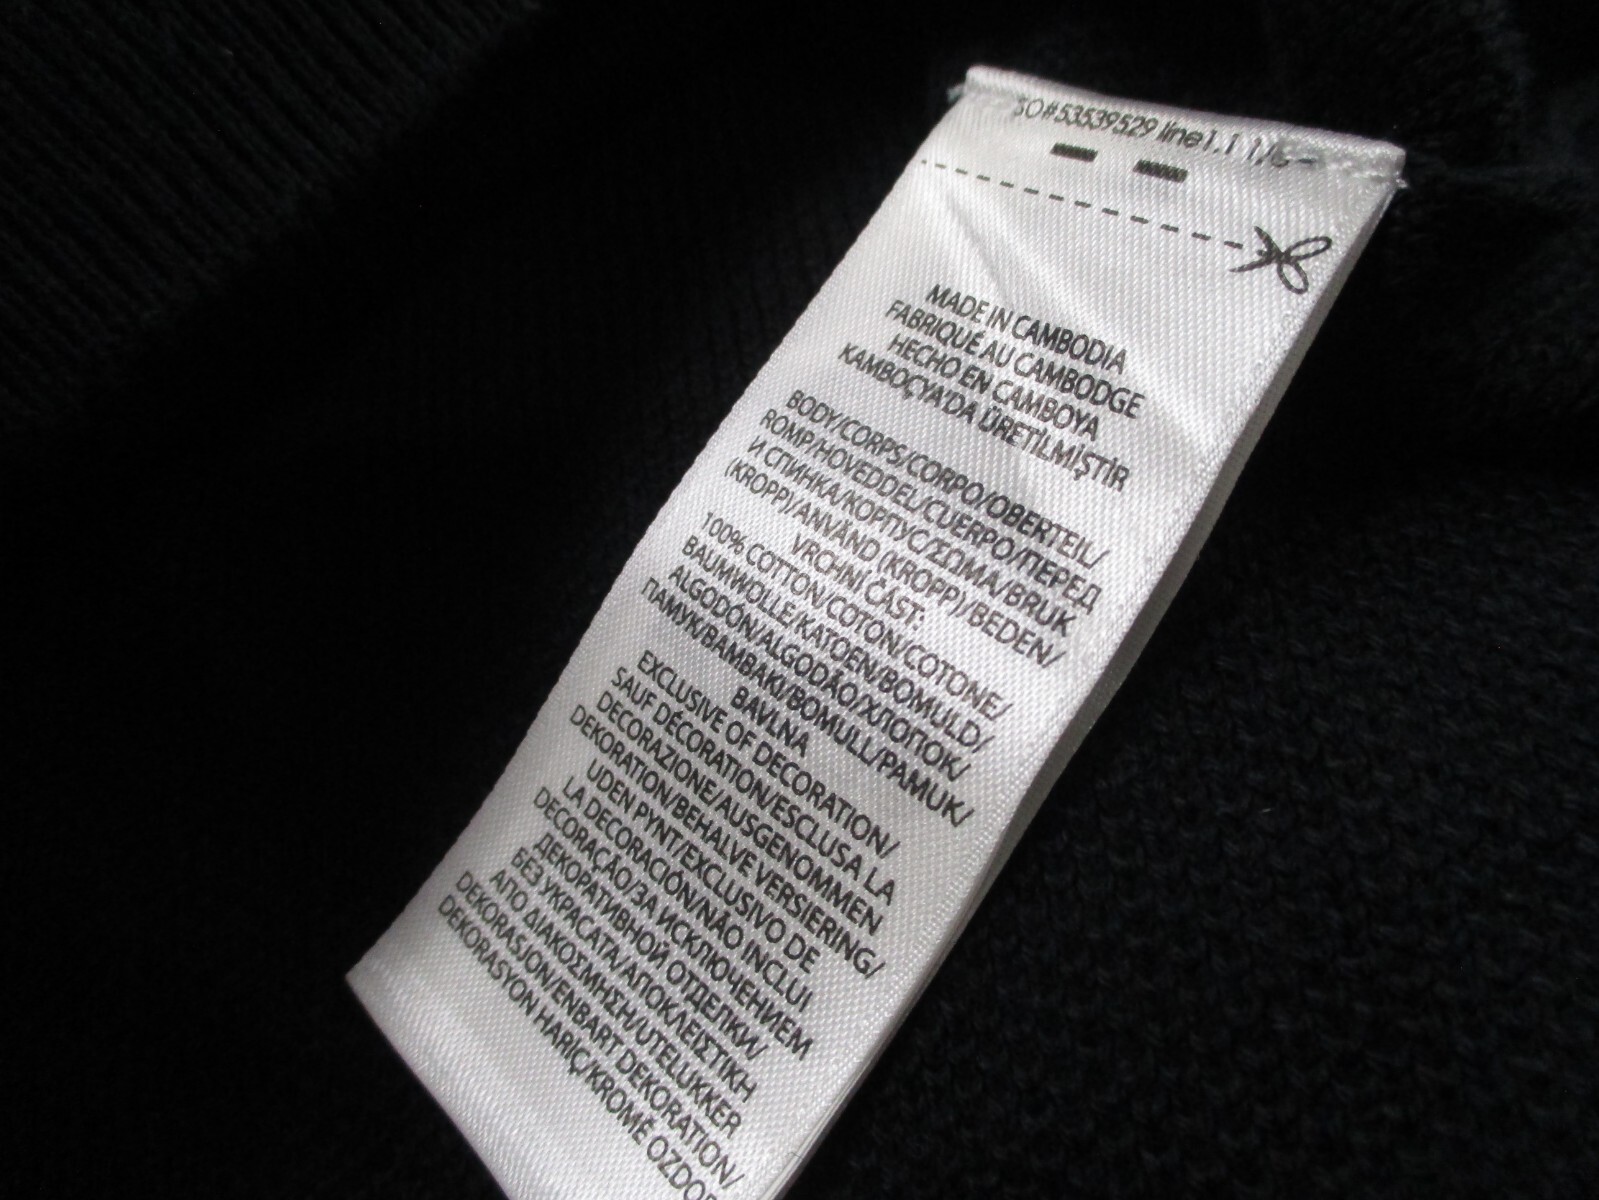 SO#53539529 line1.1 1/6
MADE IN CAMBODIA
FABRIQUÉ AU CAMBODGE
HECHO EN CAMBOYA
KAMBOÇYA'DA ÜRETİLMİŞTİR
BODY/CORPS/CORPO/OBERTEIL/
ROMP/HOVEDDEL/CUERPO/ПЕРЕД
И СПИНКА/КОРПУС/ΣΩΜΑ/BRUK
(KROPP)/ANVÄND (KROPP)/BEDEN/
VRCHNÍ ČÁST:
100% COTTON/COTON/COTONE/
BAUMWOLLE/KATOEN/BOMULD/
ALGODÓN/ALGODÃO/ХЛОПОК/
ПАМУК/ΒΑΜΒΑΚΙ/BOMULL/PAMUK/
BAVLNA
EXCLUSIVE OF DECORATION/
SAUF DÉCORATION/ESCLUSA LA
DECORAZIONE/AUSGENOMMEN
DEKORATION/BEHALVE VERSIERING/
UDEN PYNT/EXCLUSIVO DE
LA DECORACIÓN/NÃO INCLUI
DECORAÇÃO/ЗА ИСКЛЮЧЕНИЕМ
ДЕКОРАТИВНОЙ ОТДЕЛКИ/
БЕЗ УКРАСАТА/ΑΠΟΚΛΕΙΣΤΙΚΗ
ΑΠΟ ΔΙΑΚΟΣΜΗΣΗ/UTELUKKER
DEKORASJON/ENBART DEKORATION/
DEKORASYON HARİÇ/KROMĚ OZDOB